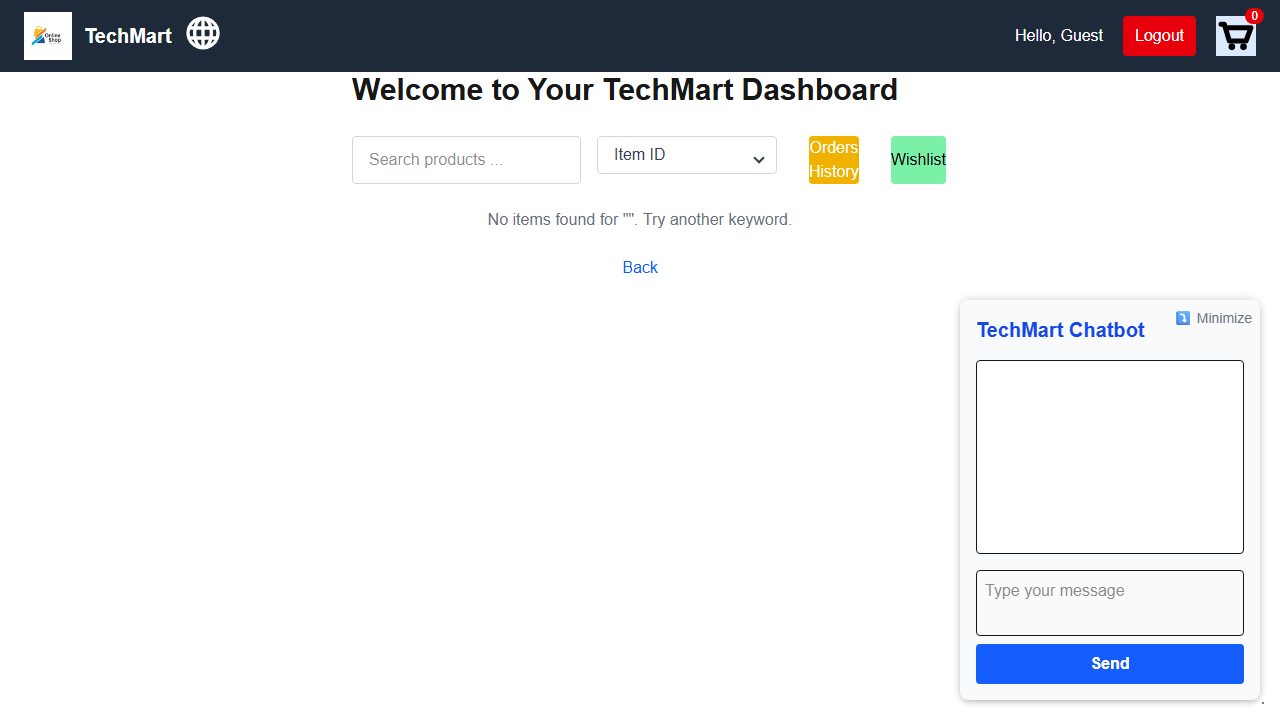 Online
Shop
TechMart
Hello, Guest
Logout
0
Welcome to Your TechMart Dashboard
Search products ...
Item ID
Orders
History
Wishlist
No items found for "". Try another keyword.
Back
TechMart Chatbot
Minimize
Type your message
Send
.